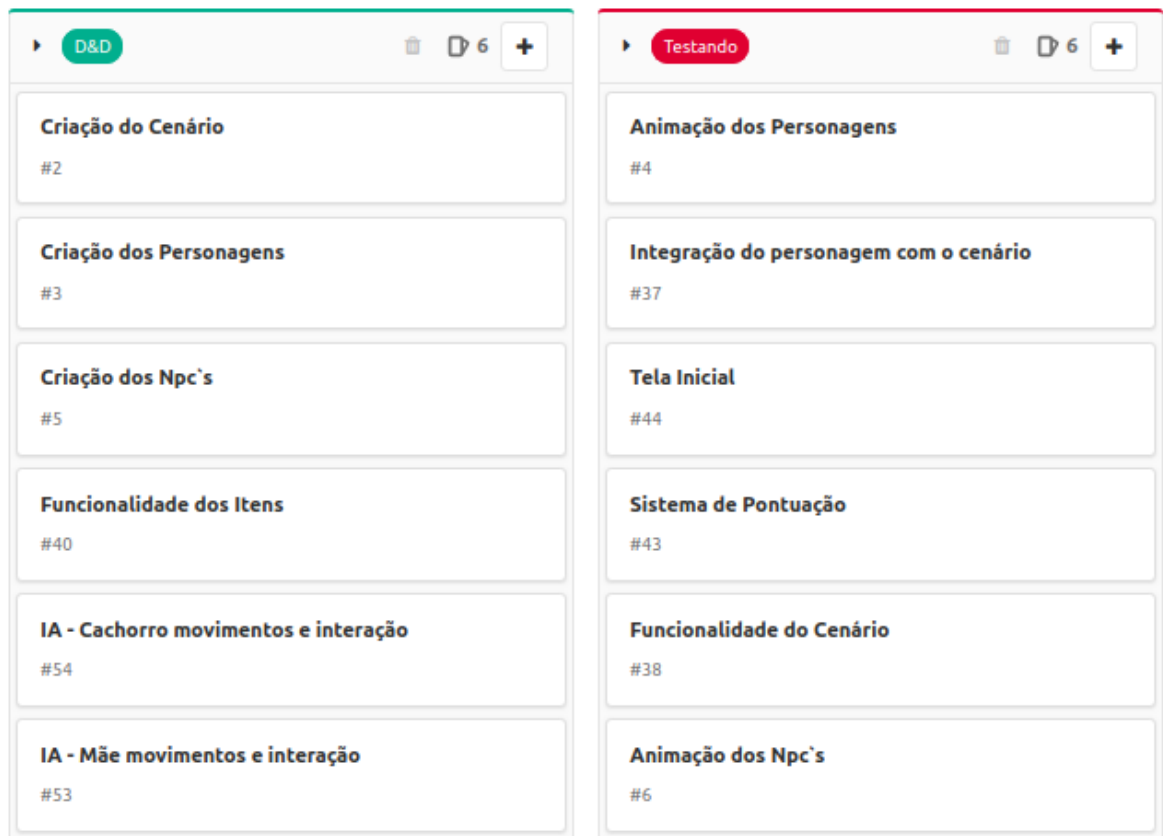 D&D 6 +
Criação do Cenário
#2
Criação dos Personagens
#3
Criação dos Npc`s
#5
Funcionalidade dos Itens
#40
IA - Cachorro movimentos e interação
#54
IA - Mãe movimentos e interação
#53
Testando 6 +
Animação dos Personagens
#4
Integração do personagem com o cenário
#37
Tela Inicial
#44
Sistema de Pontuação
#43
Funcionalidade do Cenário
#38
Animação dos Npc`s
#6